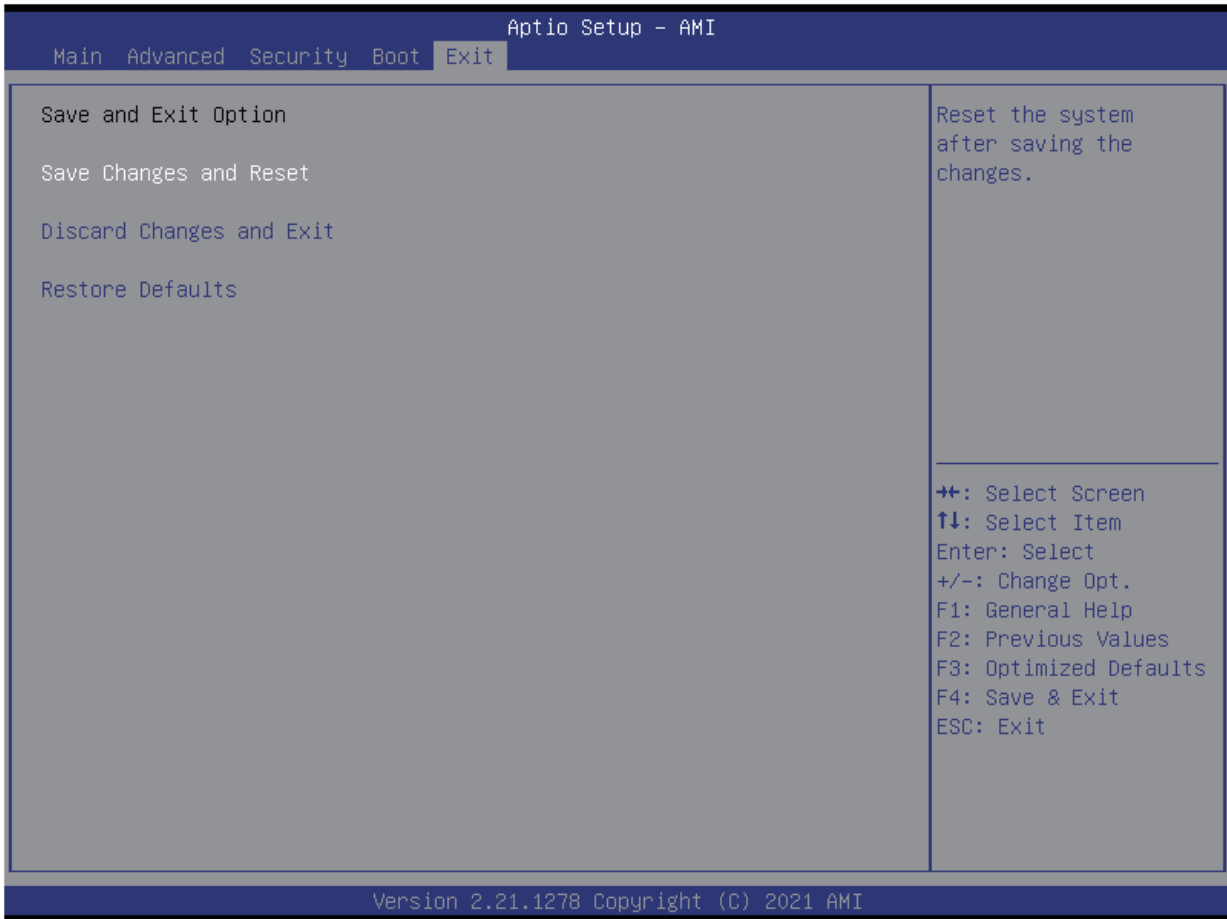 Aptio Setup – AMI
Main Advanced Security Boot Exit
Save and Exit Option
Save Changes and Reset
Discard Changes and Exit
Restore Defaults
Reset the system
after saving the
changes.
→←: Select Screen
↑↓: Select Item
Enter: Select
+/-: Change Opt.
F1: General Help
F2: Previous Values
F3: Optimized Defaults
F4: Save & Exit
ESC: Exit
Version 2.21.1278 Copyright (C) 2021 AMI